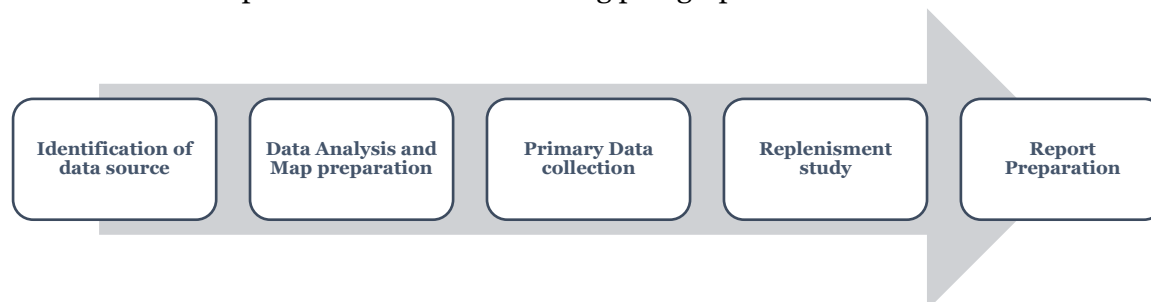 Identification of
data source
Data Analysis and
Map preparation
Primary Data
collection
Replenisment
study
Report
Preparation